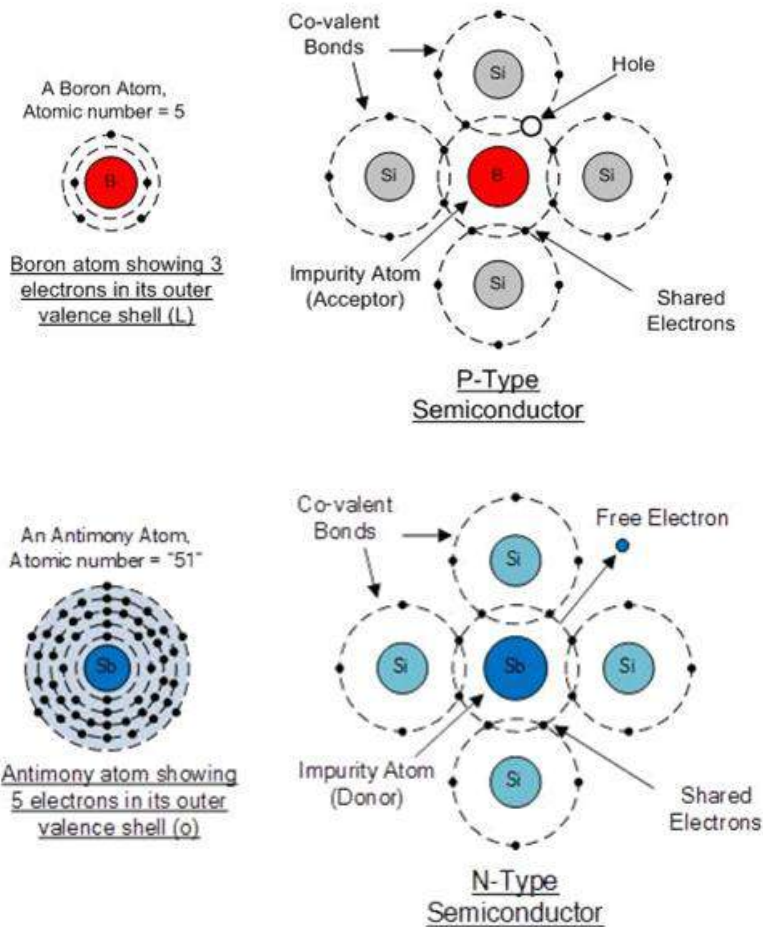 Co-valent
Bonds
Si
Hole
A Boron Atom,
Atomic number = 5
B
Si
B
Si
Boron atom showing 3
electrons in its outer
valence shell (L)
Impurity Atom
(Acceptor)
Si
Shared
Electrons
P-Type
Semiconductor
Co-valent
Bonds
Free Electron
An Antimony Atom,
Atomic number = "51"
Si
Sb
Si
Sb
Si
Antimony atom showing
5 electrons in its outer
valence shell (o)
Impurity Atom
(Donor)
Si
Shared
Electrons
N-Type
Semiconductor